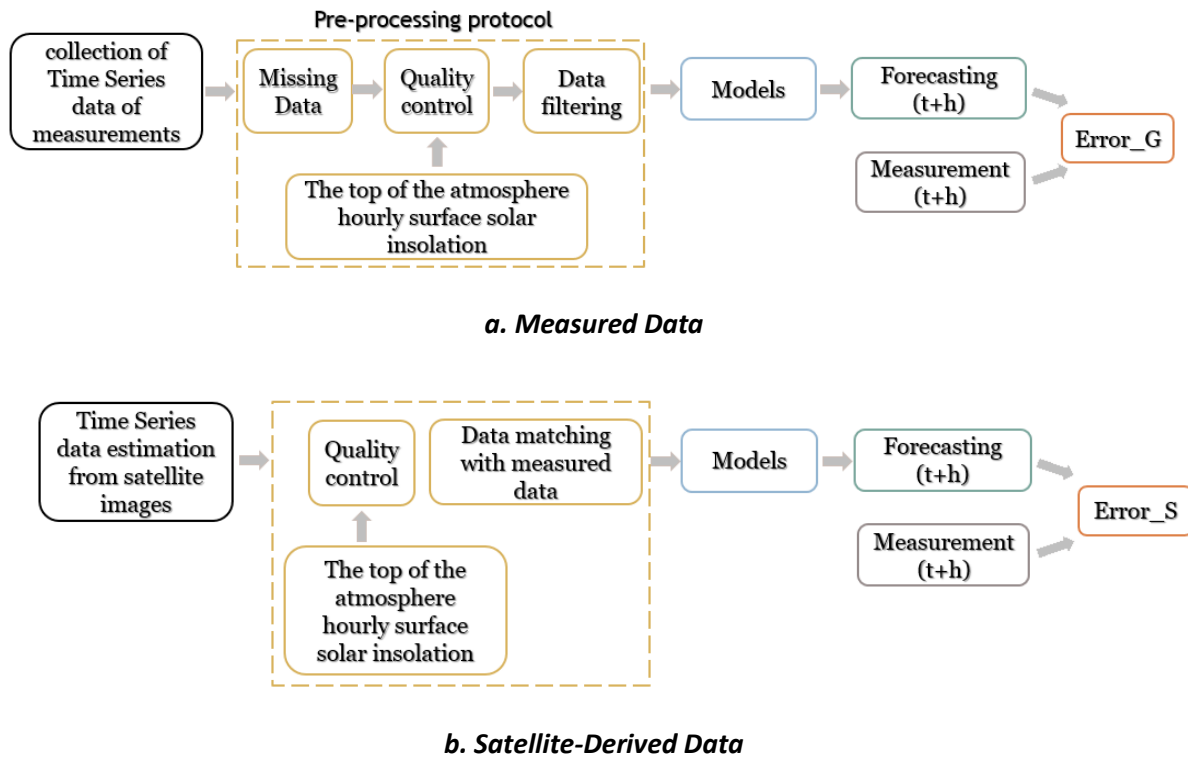 Pre-processing protocol
collection of
Time Series
data of
measurements
Missing
Data
Quality
control
Data
filtering
The top of the atmosphere
hourly surface solar
insolation
Models
Forecasting
(t+h)
Measurement
(t+h)
Error_G
a. Measured Data
Time Series
data estimation
from satellite
images
Quality
control
Data matching
with measured
data
The top of the
atmosphere
hourly surface
solar insolation
Models
Forecasting
(t+h)
Measurement
(t+h)
Error_S
b. Satellite-Derived Data